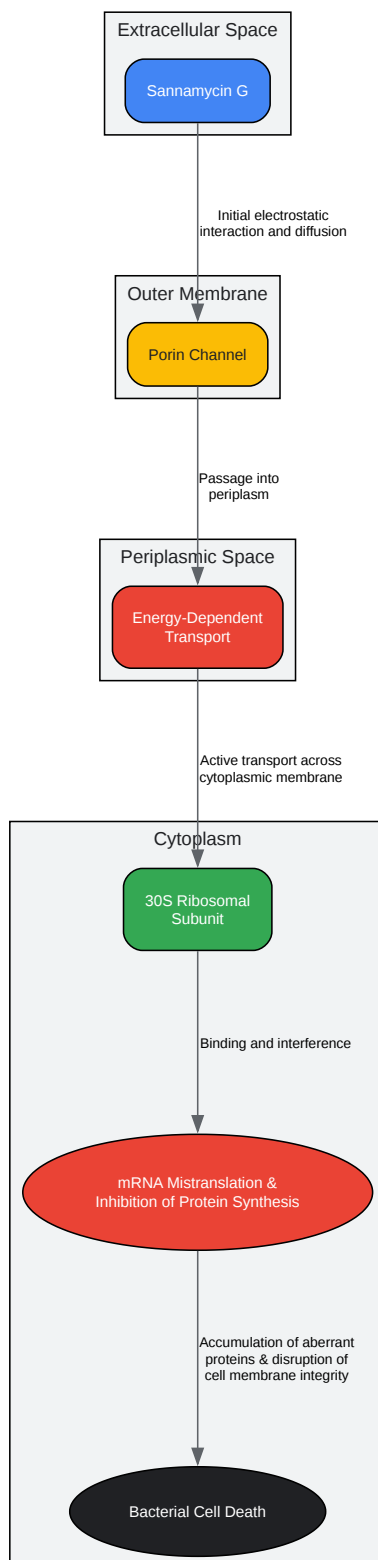 Extracellular Space
Sannamycin G
Initial electrostatic
interaction and diffusion
Outer Membrane
Porin Channel
Passage into
periplasm
Periplasmic Space
Energy-Dependent
Transport
Active transport across
cytoplasmic membrane
Cytoplasm
30S Ribosomal
Subunit
Binding and interference
mRNA Mistranslation &
Inhibition of Protein Synthesis
Accumulation of aberrant
proteins & disruption of
cell membrane integrity
Bacterial Cell Death